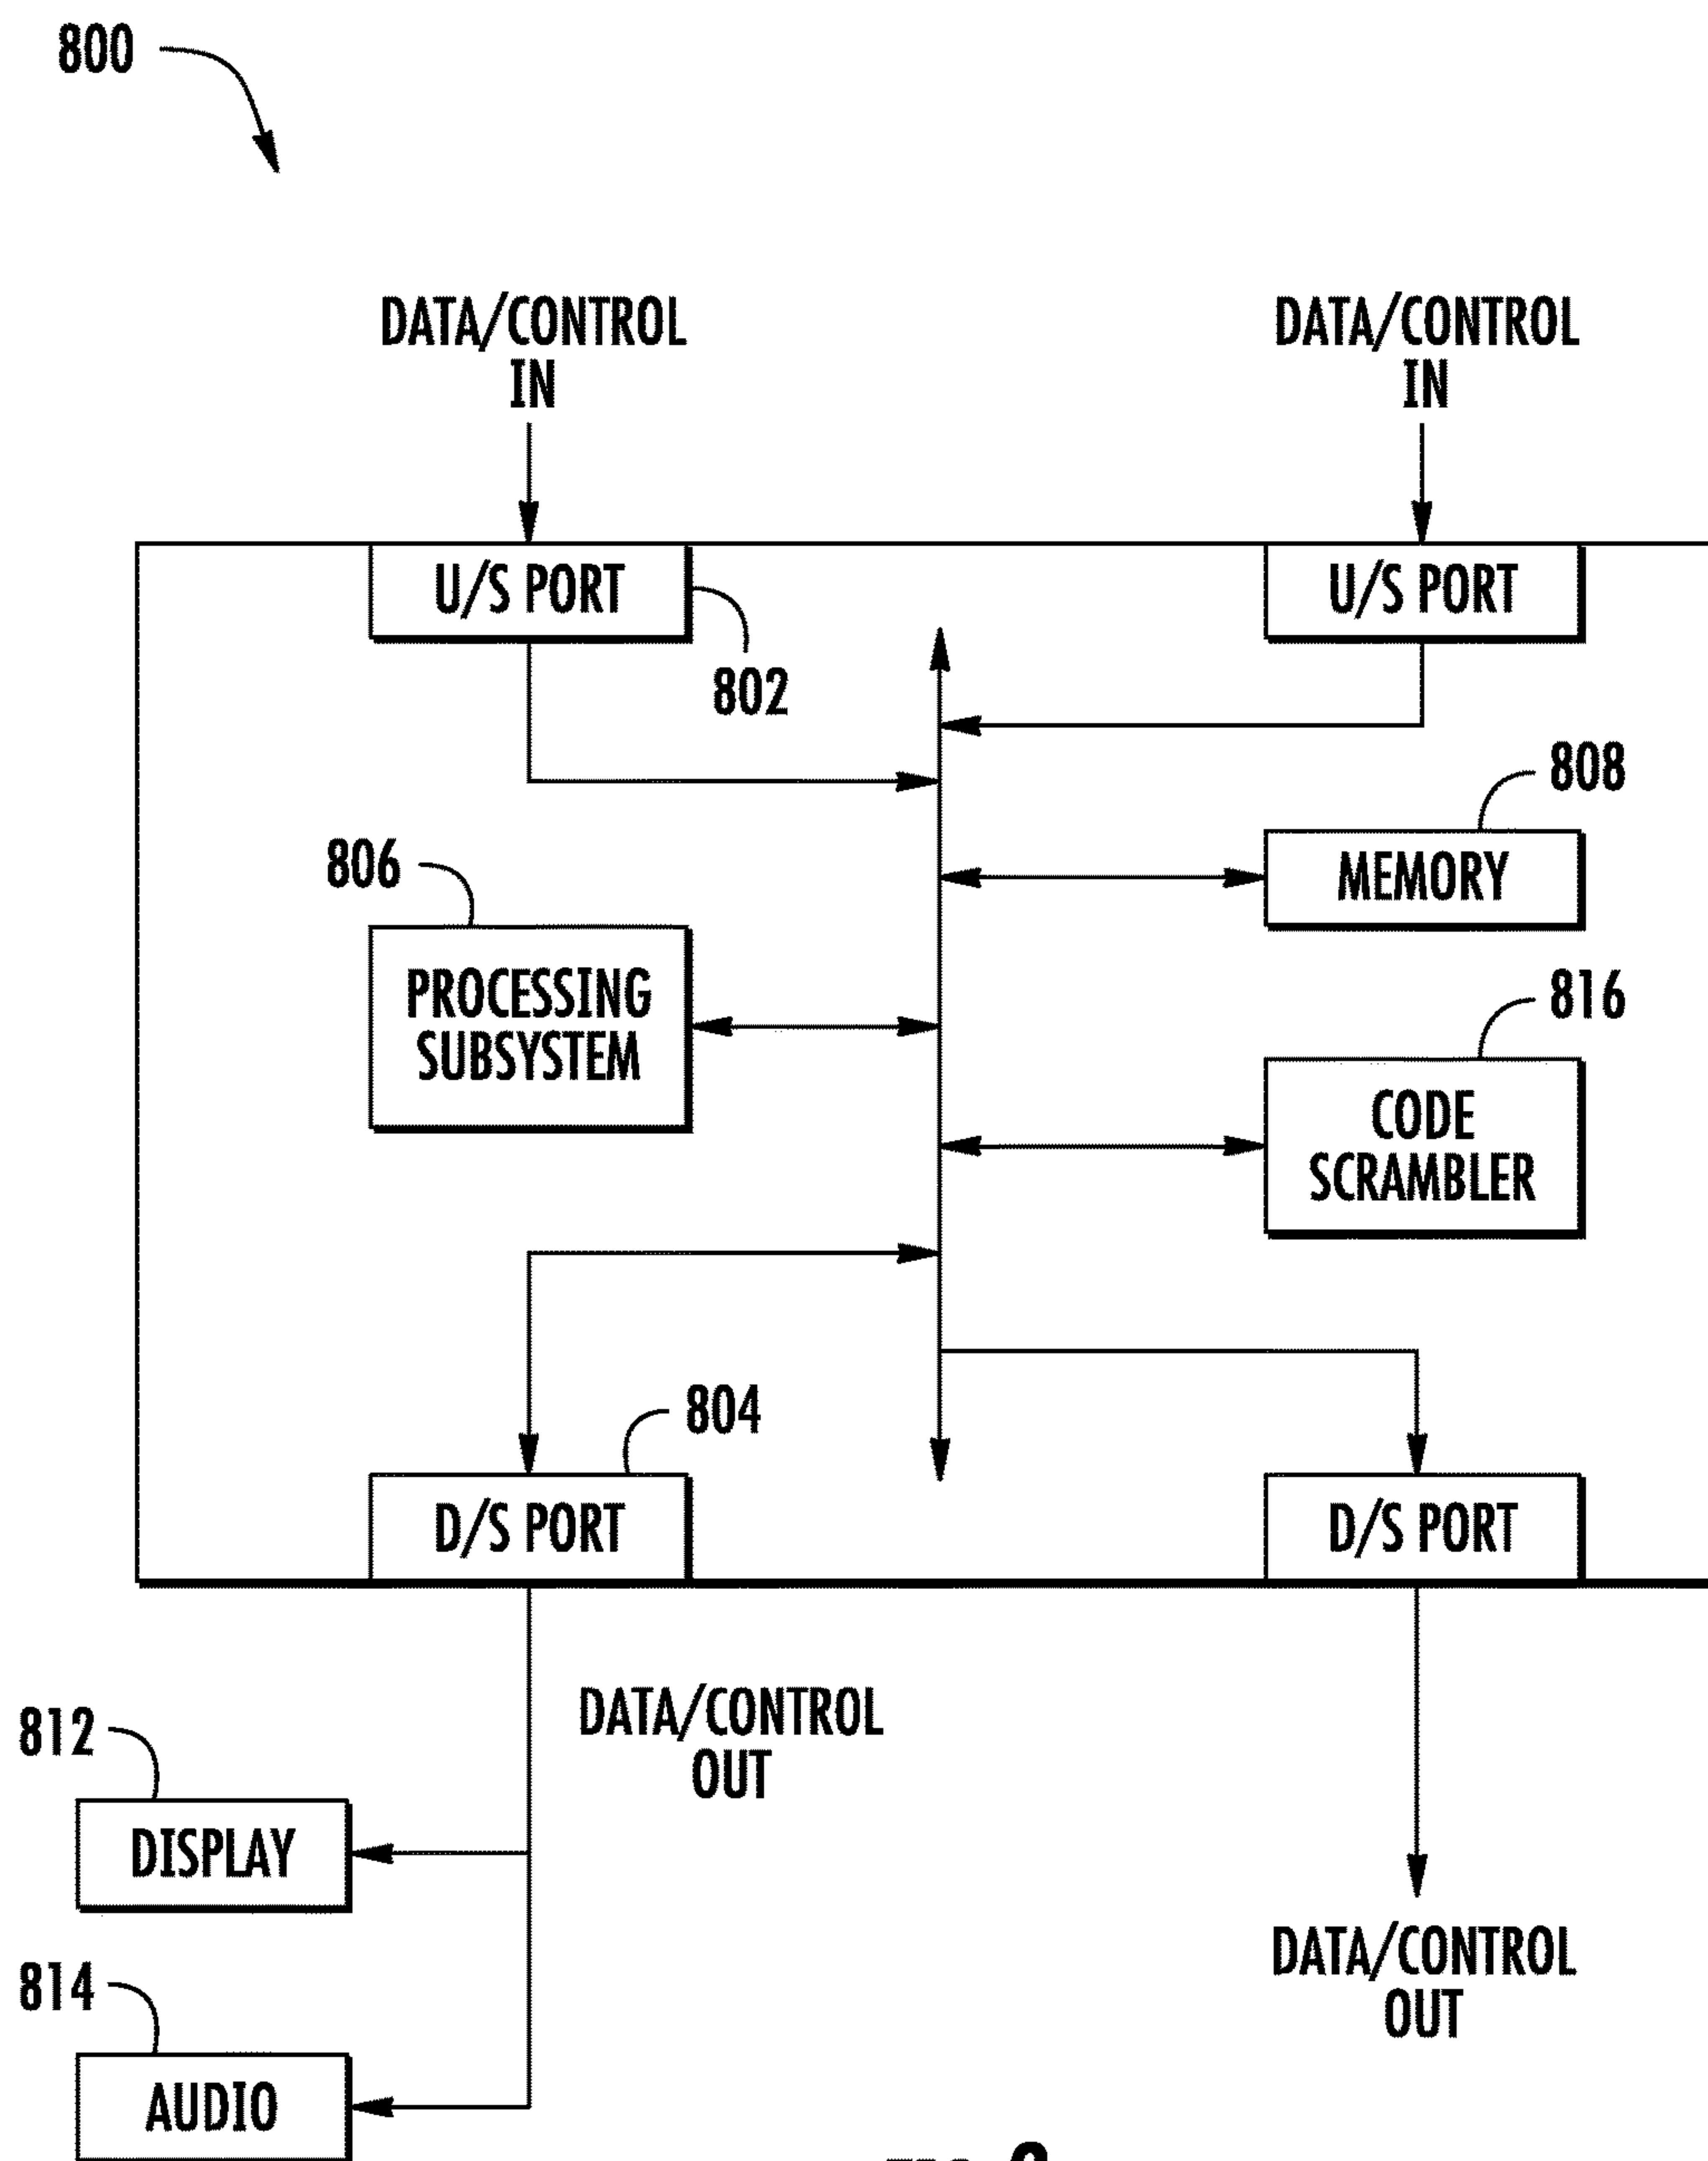 800
DATA/CONTROL
IN
DATA/CONTROL
IN
U/S PORT
U/S PORT
802
808
MEMORY
806
PROCESSING
SUBSYSTEM
816
CODE
SCRAMBLER
804
D/S PORT
D/S PORT
812
DATA/CONTROL
OUT
DISPLAY
814
DATA/CONTROL
OUT
AUDIO